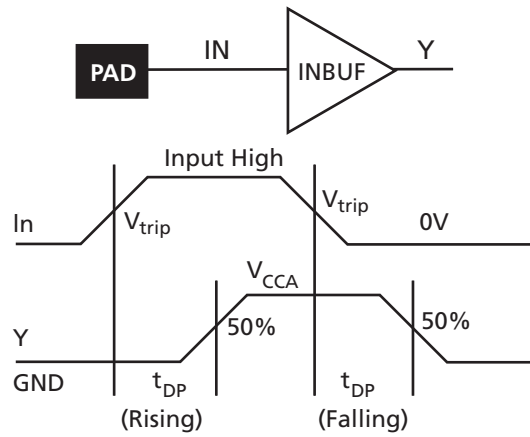 PAD
IN
INBUF
Y
Input High
In
Vtrip
Vtrip
0V
VCCA
Y
50%
50%
GND
tDP
tDP
(Rising)
(Falling)